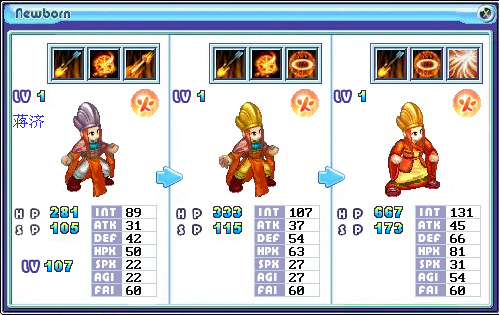 Newborn
LV 1
火
蒋济
HP 281
SP 105
LV 107
INT 89
ATK 31
DEF 42
HPX 50
SPX 22
AGI 22
FAI 60
LV 1
火
HP 333
SP 115
INT 107
ATK 37
DEF 54
HPX 63
SPX 27
AGI 27
FAI 60
LV 1
火
HP 667
SP 173
INT 131
ATK 45
DEF 66
HPX 81
SPX 31
AGI 54
FAI 60